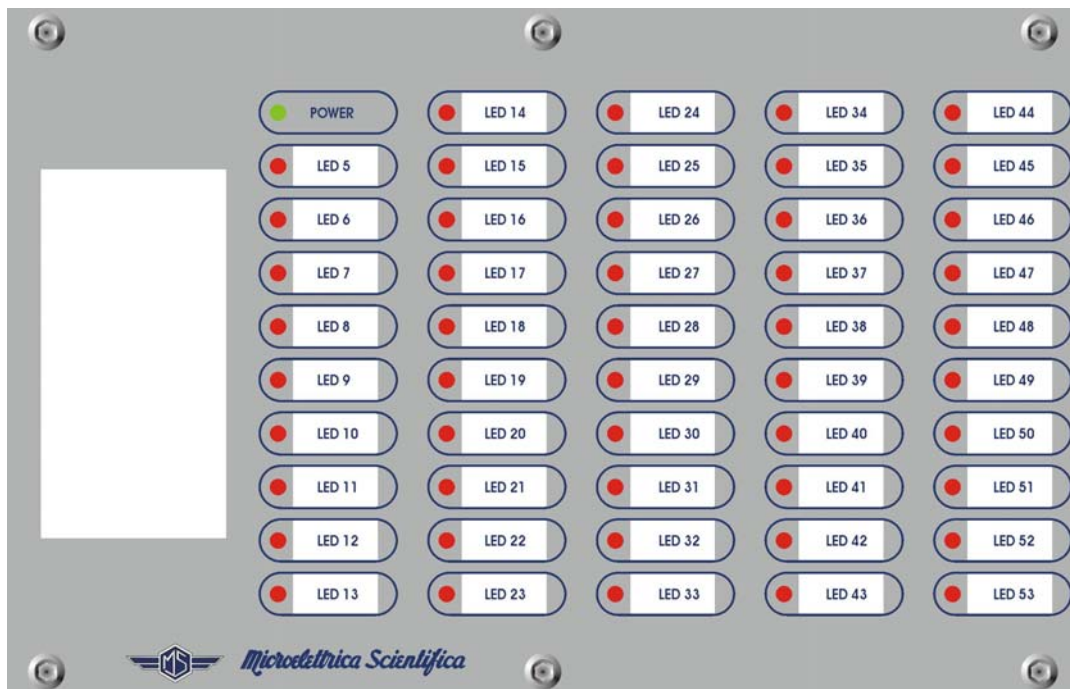 POWER LED 14 LED 24 LED 34 LED 44
LED 5 LED 15 LED 25 LED 35 LED 45
LED 6 LED 16 LED 26 LED 36 LED 46
LED 7 LED 17 LED 27 LED 37 LED 47
LED 8 LED 18 LED 28 LED 38 LED 48
LED 9 LED 19 LED 29 LED 39 LED 49
LED 10 LED 20 LED 30 LED 40 LED 50
LED 11 LED 21 LED 31 LED 41 LED 51
LED 12 LED 22 LED 32 LED 42 LED 52
LED 13 LED 23 LED 33 LED 43 LED 53
MS Microelettrica Scientifica